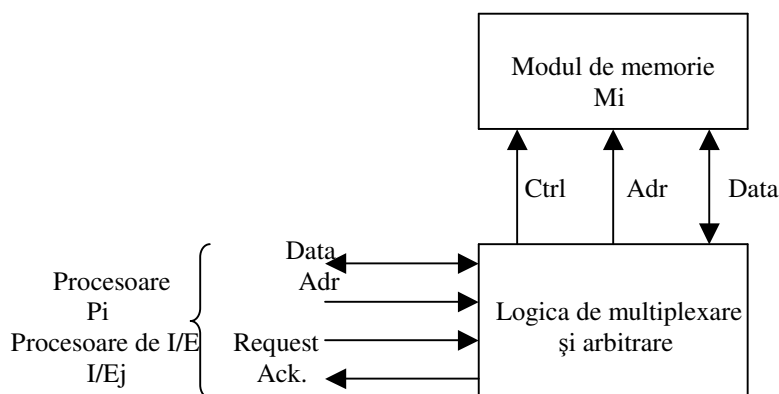 Modul de memorie
Mi
Ctrl
Adr
Data
Data
Adr
Procesoare
Pi
Procesoare de I/E
I/Ej
Request
Ack.
Logica de multiplexare
şi arbitrare